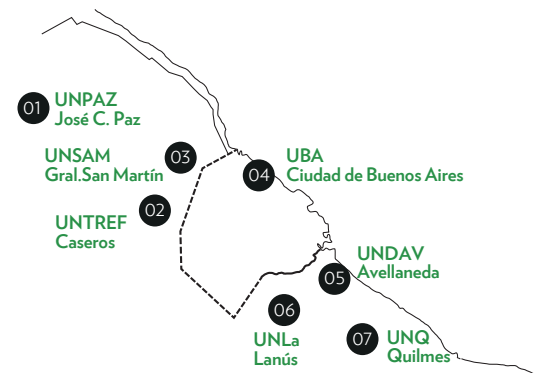 01
UNPAZ
José C. Paz
UNSAM
Gral.San Martín
03
04
UBA
Ciudad de Buenos Aires
02
UNTREF
Caseros
UNDAV
Avellaneda
05
06
UNLa
Lanús
07
UNQ
Quilmes